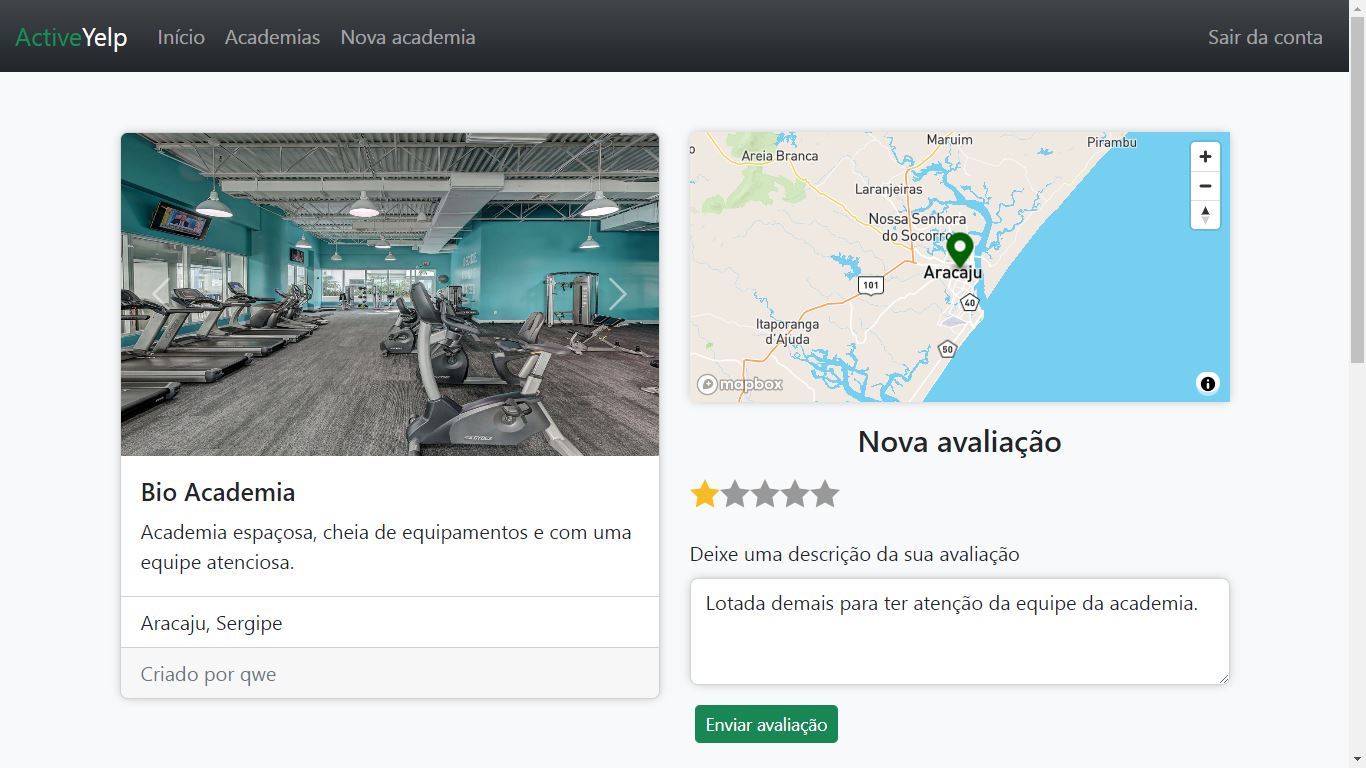 ActiveYelp Início Academias Nova academia Sair da conta
Bio Academia
Academia espaçosa, cheia de equipamentos e com uma
equipe atenciosa.
Aracaju, Sergipe
Criado por qwe
Maruim
Pirambu
Areia Branca
Laranjeiras
Nossa Senhora
do Socorro
Aracaju
101
40
Itaporanga
d'Ajuda
50
mapbox
Nova avaliação
Deixe uma descrição da sua avaliação
Lotada demais para ter atenção da equipe da academia.
Enviar avaliação